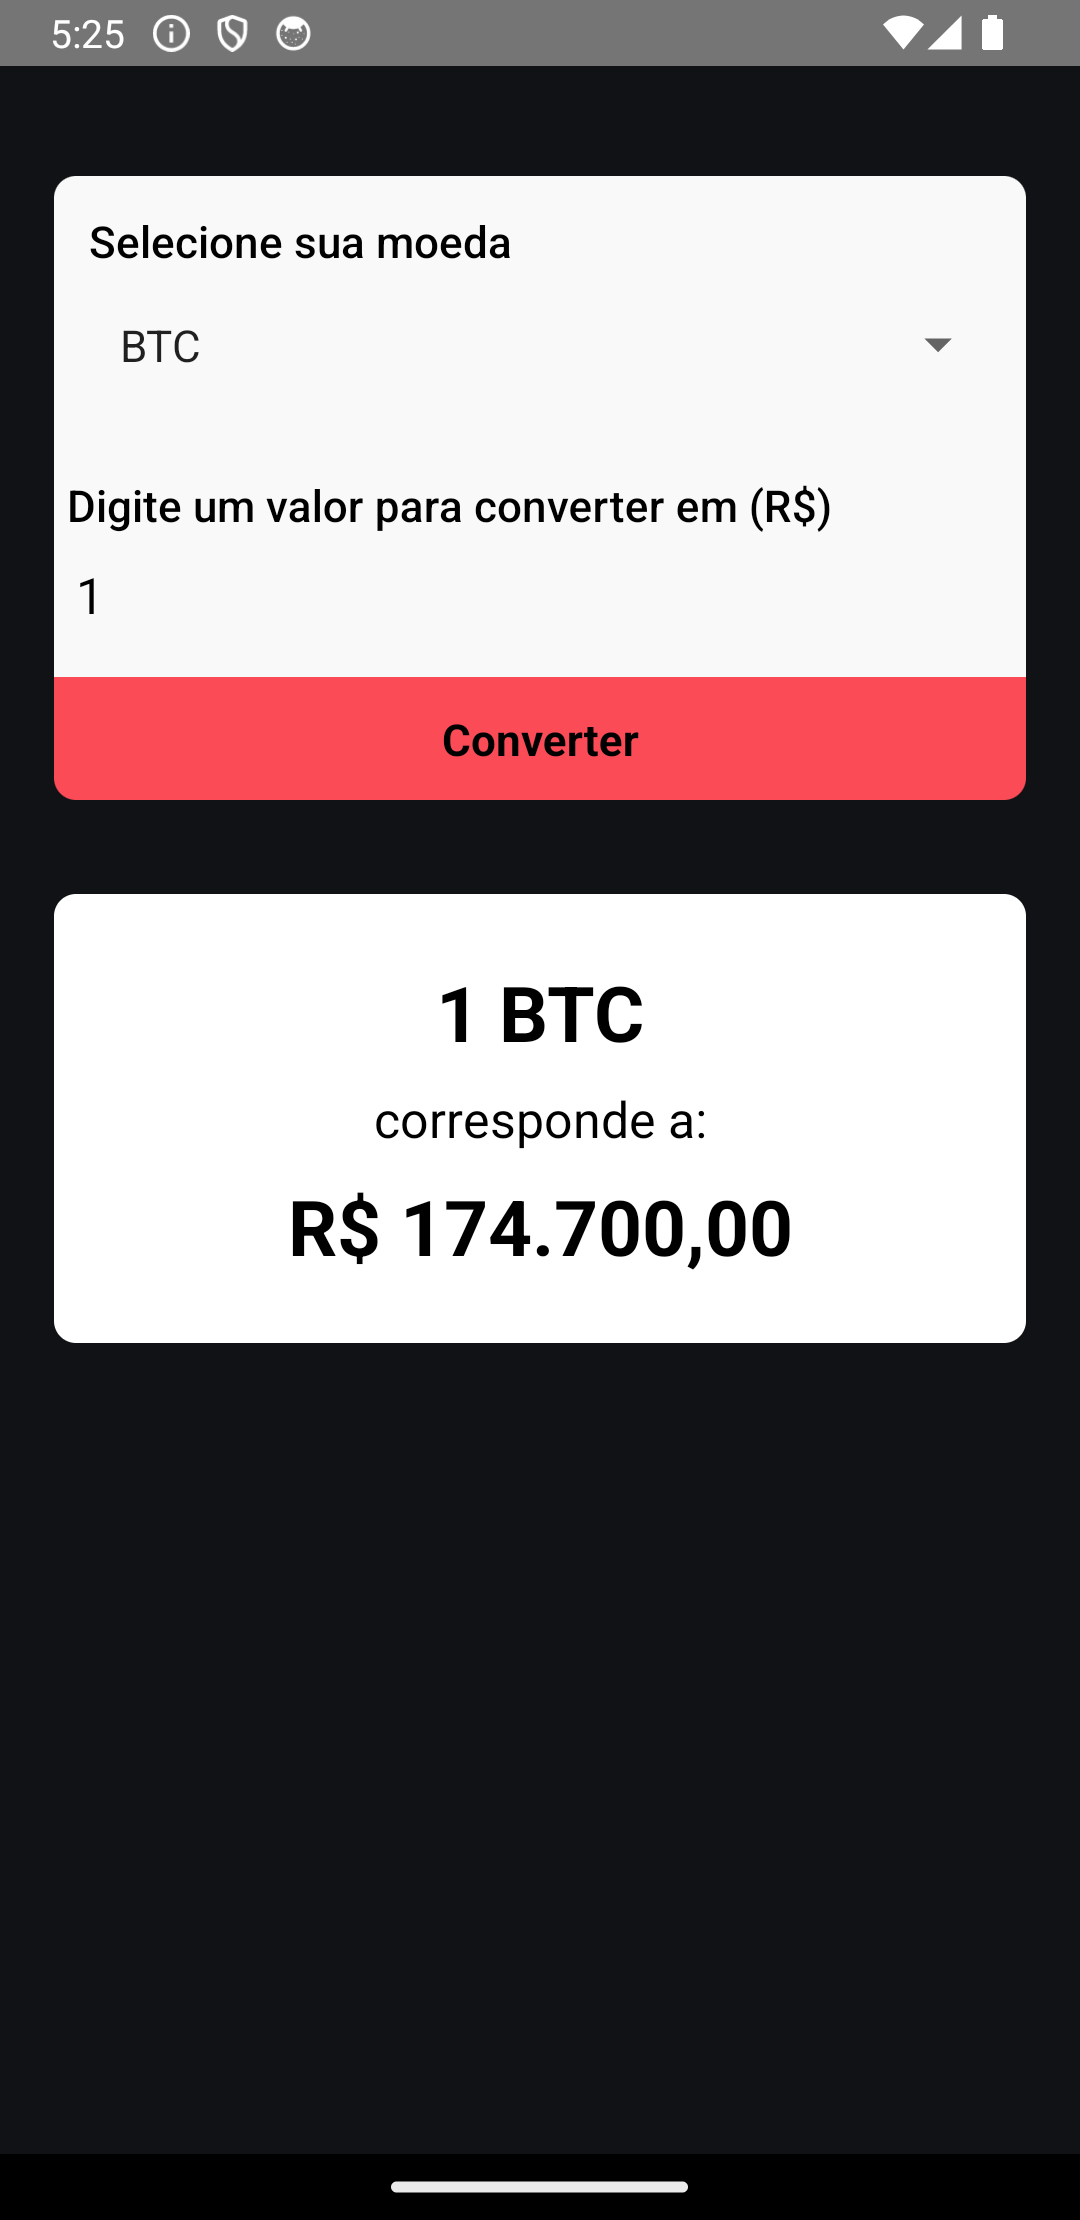 5:25
Selecione sua moeda
BTC
Digite um valor para converter em (R$)
1
Converter
1 BTC
corresponde a:
R$ 174.700,00